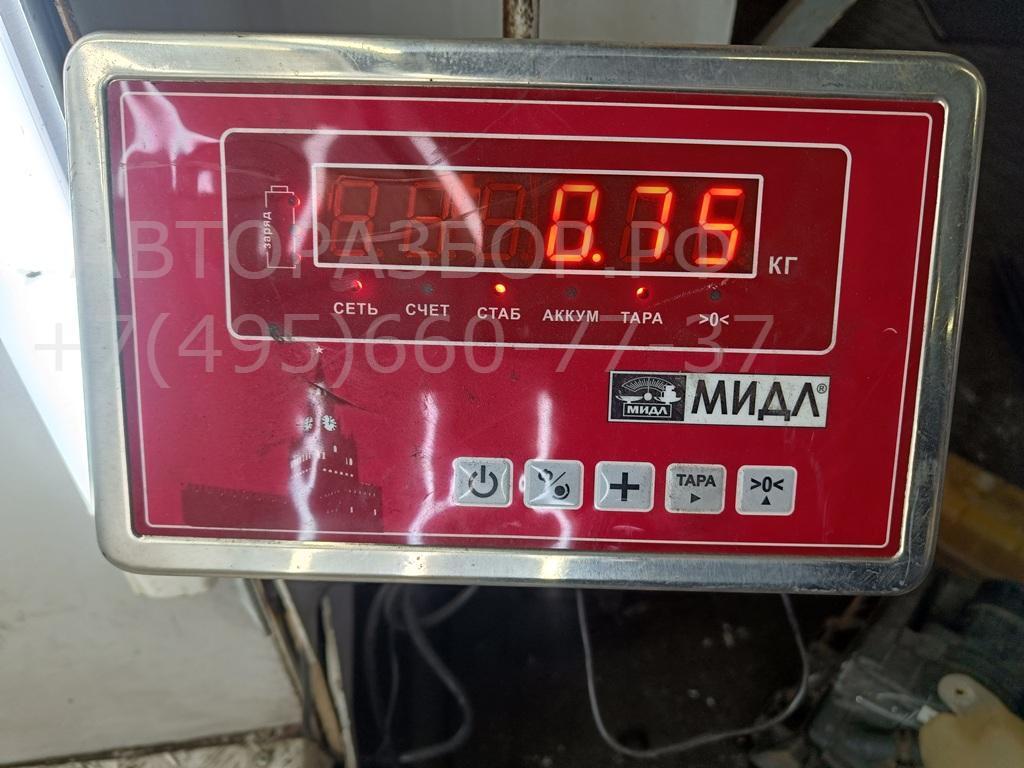 заряд
0.75
КГ
АВТОРАЗБОР.РФ
СЕТЬ СЧЕТ СТАБ АККУМ ТАРА >0<
+7(495)660-77-37
МИДЛ МИДЛ®
ТАРА >0<